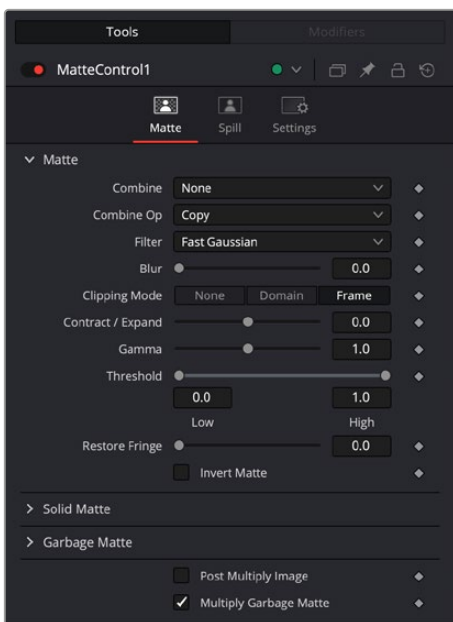 Tools Modifiers
MatteControl1
Matte Spill Settings
Matte
Combine None
Combine Op Copy
Filter Fast Gaussian
Blur 0.0
Clipping Mode None Domain Frame
Contract / Expand 0.0
Gamma 1.0
Threshold
0.0 1.0
Low High
Restore Fringe 0.0
Invert Matte
Solid Matte
Garbage Matte
Post Multiply Image
Multiply Garbage Matte